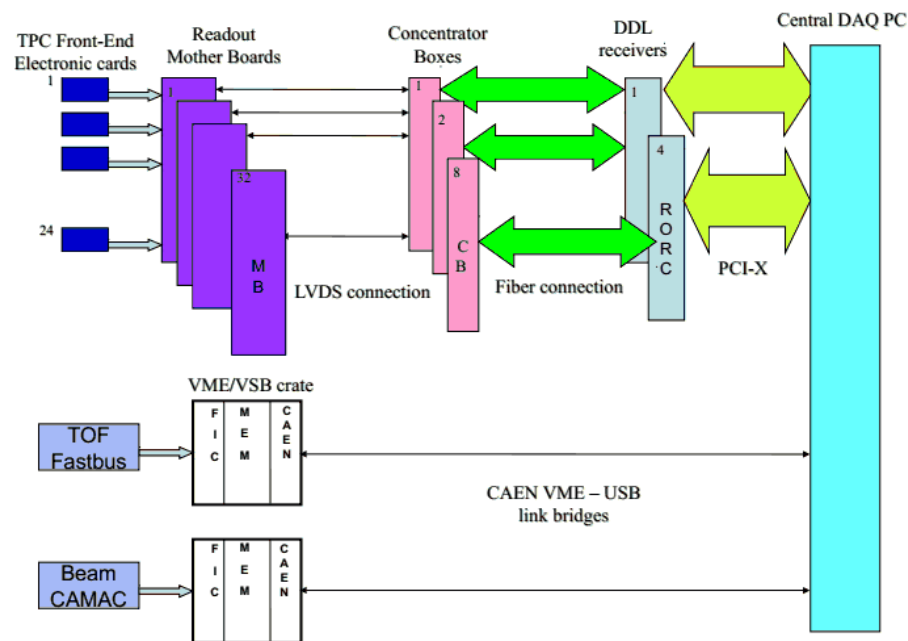 TPC Front-End
Electronic cards
Readout
Mother Boards
Concentrator
Boxes
DDL
receivers
Central DAQ PC
1
24
1
32
M
B
1
2
8
C
B
1
4
R
O
R
C
LVDS connection
Fiber connection
PCI-X
VME/VSB crate
TOF
Fastbus
F
I
C
M
E
M
C
A
E
N
CAEN VME – USB
link bridges
Beam
CAMAC
F
I
C
M
E
M
C
A
E
N